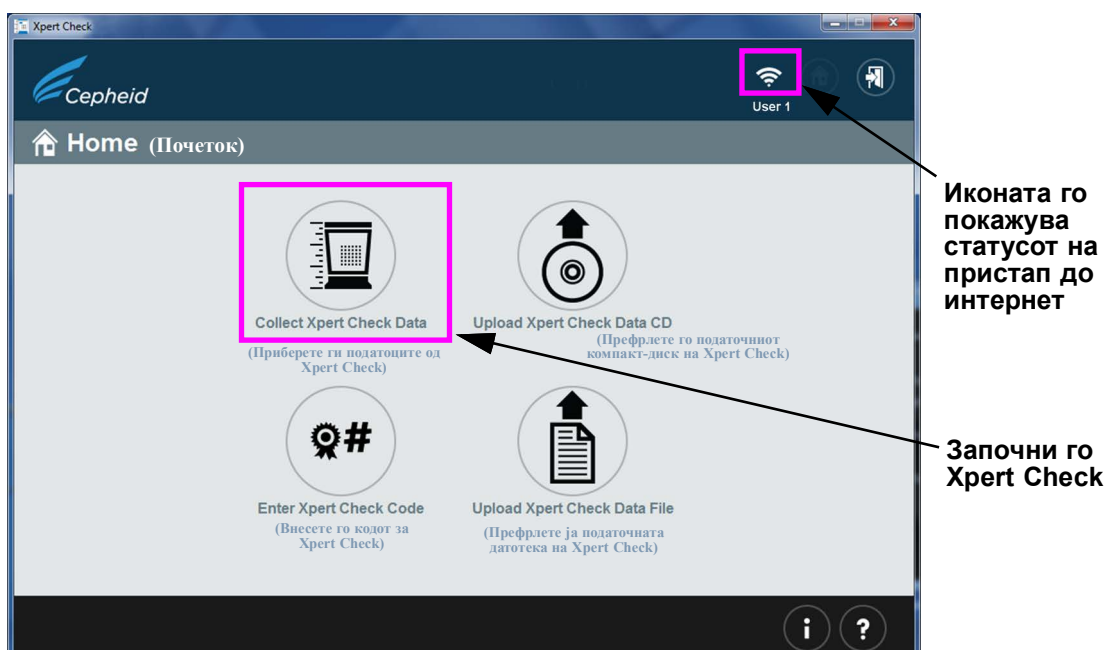 Xpert Check
Cepheid
User 1
Home (Почеток)
Иконата го
покажува
статусот на
пристап до
интернет
Collect Xpert Check Data
(Приберете ги податоците од
Xpert Check)
Upload Xpert Check Data CD
(Префрлете го податочниот
компакт-диск на Xpert Check)
Започни го
Xpert Check
#
Enter Xpert Check Code
(Внесете го кодот за
Xpert Check)
Upload Xpert Check Data File
(Префрлете ја податочната
датотека на Xpert Check)
i ?